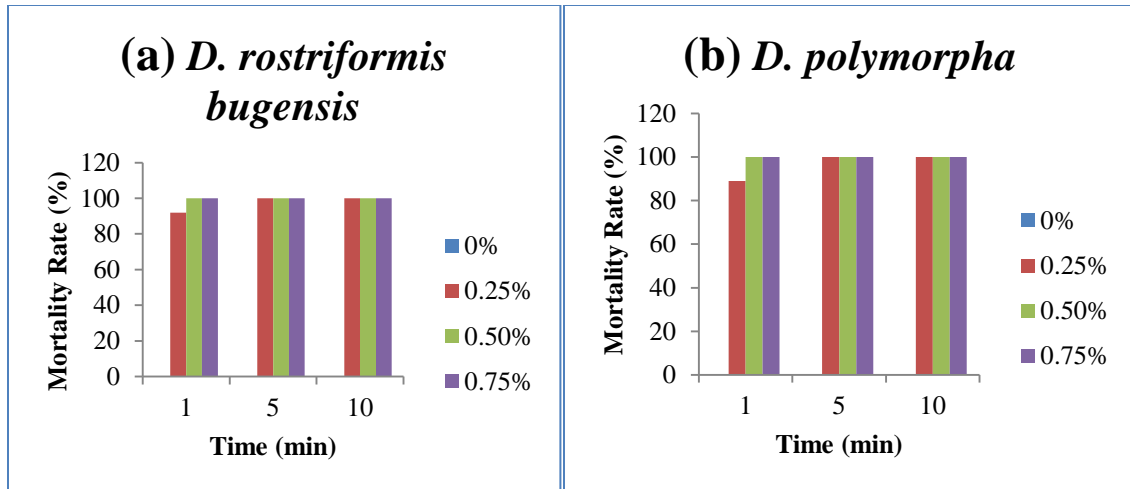 (a) D. rostriformis
bugensis
120
100
80
60
40
20
0
Mortality Rate (%)
1 5 10
Time (min)
0%
0.25%
0.50%
0.75%
(b) D. polymorpha
120
100
80
60
40
20
0
Mortality Rate (%)
1 5 10
Time (min)
0%
0.25%
0.50%
0.75%